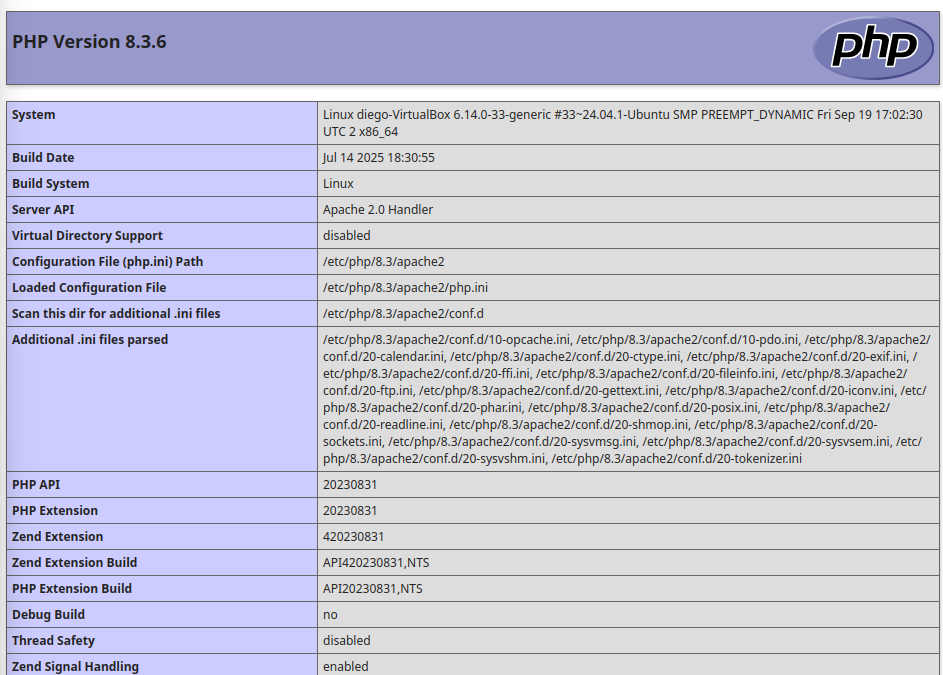 PHP Version 8.3.6
php
System
Linux diego-VirtualBox 6.14.0-33-generic #33~24.04.1-Ubuntu SMP PREEMPT_DYNAMIC Fri Sep 19 17:02:30
UTC 2 x86_64
Build Date
Jul 14 2025 18:30:55
Build System
Linux
Server API
Apache 2.0 Handler
Virtual Directory Support
disabled
Configuration File (php.ini) Path
/etc/php/8.3/apache2
Loaded Configuration File
/etc/php/8.3/apache2/php.ini
Scan this dir for additional .ini files
/etc/php/8.3/apache2/conf.d
Additional .ini files parsed
/etc/php/8.3/apache2/conf.d/10-opcache.ini, /etc/php/8.3/apache2/conf.d/10-pdo.ini, /etc/php/8.3/apache2/
conf.d/20-calendar.ini, /etc/php/8.3/apache2/conf.d/20-ctype.ini, /etc/php/8.3/apache2/conf.d/20-exif.ini, /
etc/php/8.3/apache2/conf.d/20-ffi.ini, /etc/php/8.3/apache2/conf.d/20-fileinfo.ini, /etc/php/8.3/apache2/
conf.d/20-ftp.ini, /etc/php/8.3/apache2/conf.d/20-gettext.ini, /etc/php/8.3/apache2/conf.d/20-iconv.ini, /etc/
php/8.3/apache2/conf.d/20-phar.ini, /etc/php/8.3/apache2/conf.d/20-posix.ini, /etc/php/8.3/apache2/
conf.d/20-readline.ini, /etc/php/8.3/apache2/conf.d/20-shmop.ini, /etc/php/8.3/apache2/conf.d/20-
sockets.ini, /etc/php/8.3/apache2/conf.d/20-sysvmsg.ini, /etc/php/8.3/apache2/conf.d/20-sysvsem.ini, /etc/
php/8.3/apache2/conf.d/20-sysvshm.ini, /etc/php/8.3/apache2/conf.d/20-tokenizer.ini
PHP API
20230831
PHP Extension
20230831
Zend Extension
420230831
Zend Extension Build
API420230831,NTS
PHP Extension Build
API20230831,NTS
Debug Build
no
Thread Safety
disabled
Zend Signal Handling
enabled